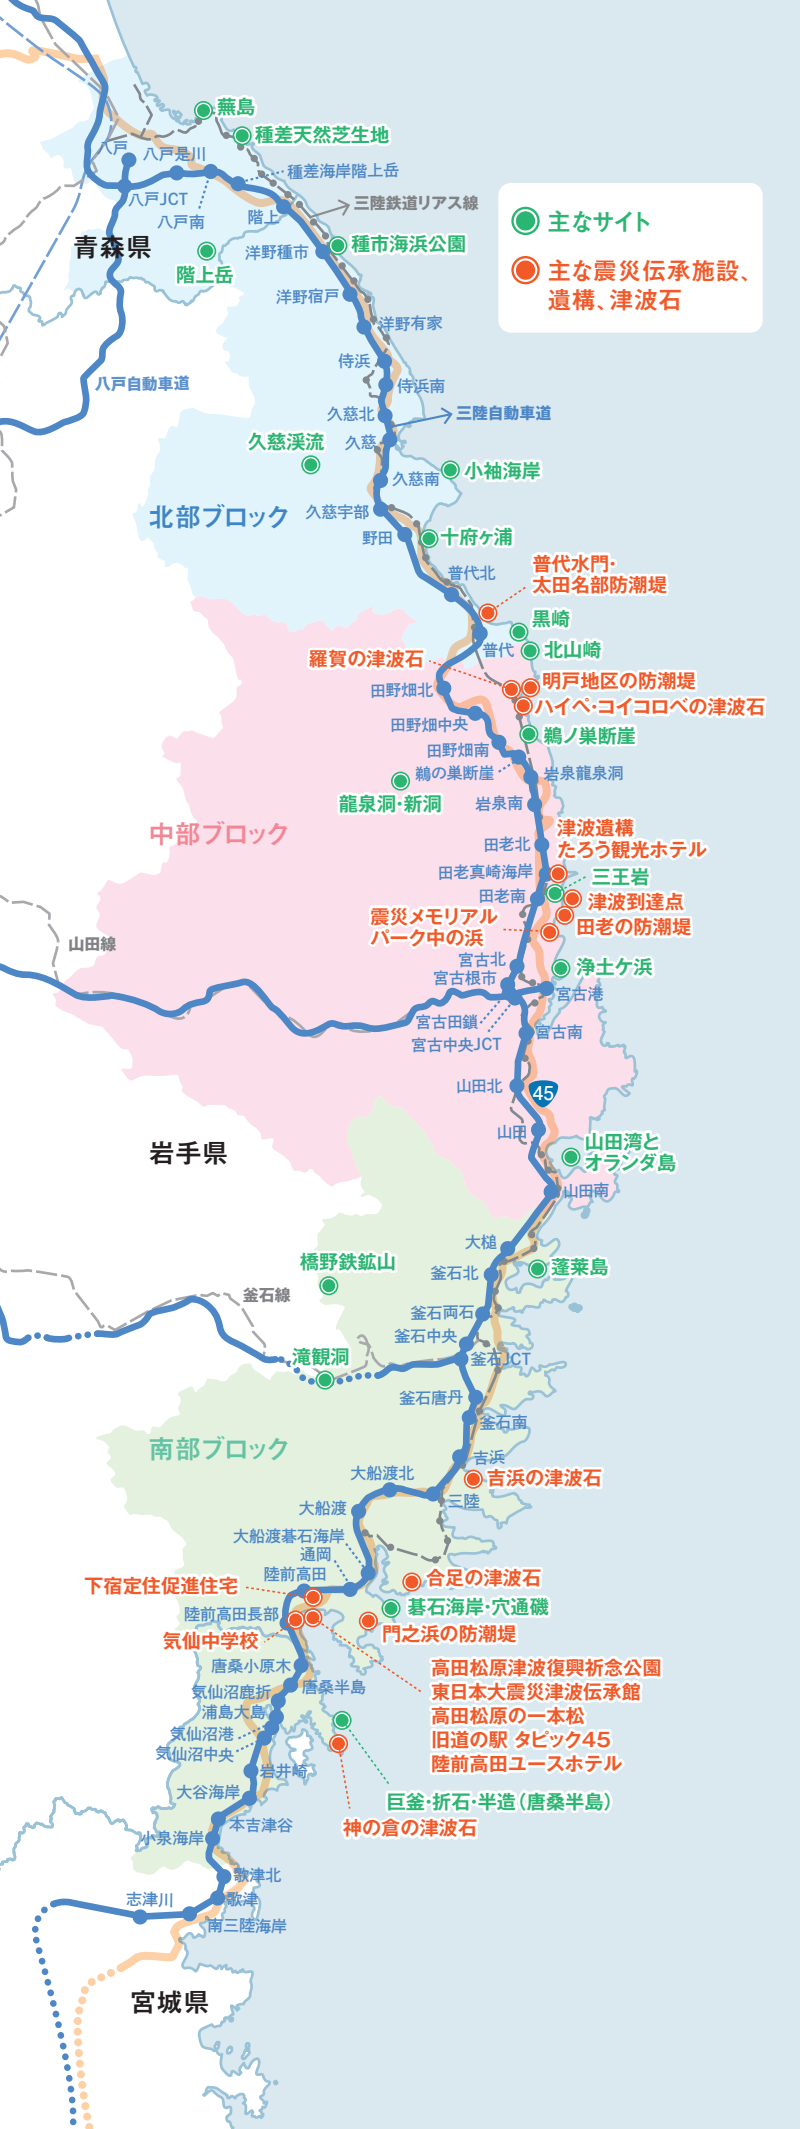 蕪島
種差天然芝生地
八戸
八戸是川
種差海岸階上岳
八戸JCT
三陸鉄道リアス線
八戸南
階上
主なサイト
青森県
階上岳
洋野種市
種市海浜公園
主な震災伝承施設、
遺構、津波石
洋野宿戸
洋野有家
侍浜
八戸自動車道
侍浜南
久慈北
三陸自動車道
久慈渓流
久慈
小袖海岸
久慈南
北部ブロック
久慈宇部
野田
十府ヶ浦
普代水門・
太田名部防潮堤
普代北
黒崎
普代
北山崎
羅賀の津波石
田野畑北
明戸地区の防潮堤
ハイペ・コイコロベの津波石
田野畑中央
鵜ノ巣断崖
田野畑南
鵜の巣断崖
岩泉龍泉洞
龍泉洞・新洞
岩泉南
中部ブロック
津波遺構
たろう観光ホテル
田老北
田老真崎海岸
三王岩
田老南
津波到達点
震災メモリアル
パーク中の浜
田老の防潮堤
山田線
宮古北
浄土ケ浜
宮古根市
宮古港
宮古田鎖
宮古南
宮古中央JCT
山田北
45
山田
岩手県
山田湾と
オランダ島
山田南
大槌
橋野鉄鉱山
蓬莱島
釜石北
釜石線
釜石両石
釜石中央
滝観洞
釜石JCT
釜石唐丹
釜石南
南部ブロック
吉浜
大船渡北
吉浜の津波石
三陸
大船渡
大船渡碁石海岸
通岡
陸前高田
合足の津波石
下宿定住促進住宅
碁石海岸・穴通磯
陸前高田長部
気仙中学校
門之浜の防潮堤
唐桑小原木
高田松原津波復興祈念公園
東日本大震災津波伝承館
高田松原の一本松
旧道の駅 タピック45
陸前高田ユースホテル
唐桑半島
気仙沼鹿折
浦島大島
気仙沼港
気仙沼中央
岩井崎
大谷海岸
巨釜・折石・半造(唐桑半島)
神の倉の津波石
本吉津谷
小泉海岸
歌津北
志津川
歌津
南三陸海岸
宮城県